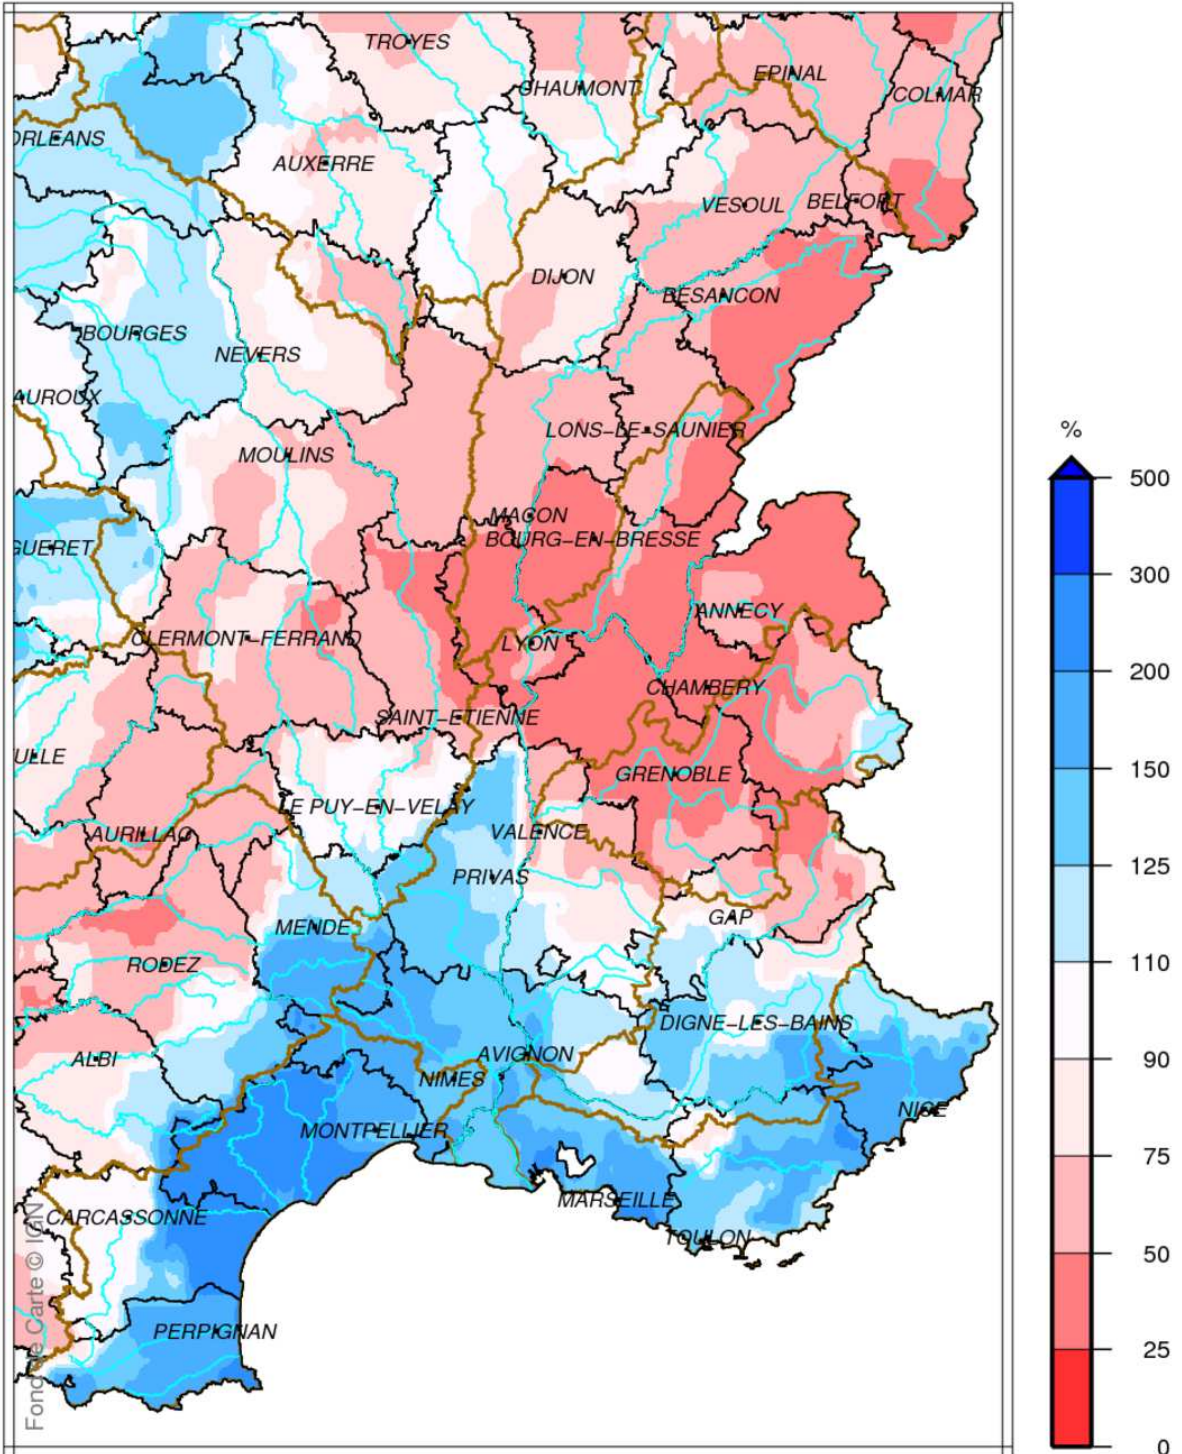 TROYES
EPINAL
CHAUMONT
COLMAR
ORLEANS
AUXERRE
VESOUL
BELFORT
DIJON
BESANCON
BOURGES
NEVERS
AUROUX
LONS-LE-SAUNIER
MOULINS
MACON
BOURG-EN-BRESSE
GUERET
ANNECY
CLERMONT-FERRAND
LYON
CHAMBERY
SAINT-ETIENNE
ULLE
GRENOBLE
LE PUY-EN-VELAY
AURILLAC
VALENCE
PRIVAS
GAP
MENDE
RODEZ
DIGNE-LES-BAINS
ALBI
AVIGNON
NIMES
NICE
MONTPELLIER
MARSEILLE
CARCASSONNE
TOULON
PERPIGNAN
Fond de Carte © IGN
%
500
300
200
150
125
110
90
75
50
25
0